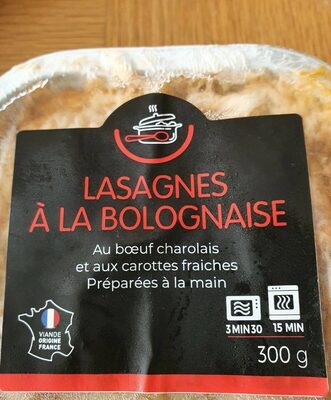 LASAGNES
À LA BOLOGNAISE
Au bœuf charolais
et aux carottes fraiches
Préparées à la main
VIANDE
ORIGINE
FRANCE
3 MIN 30
15 MIN
300 g